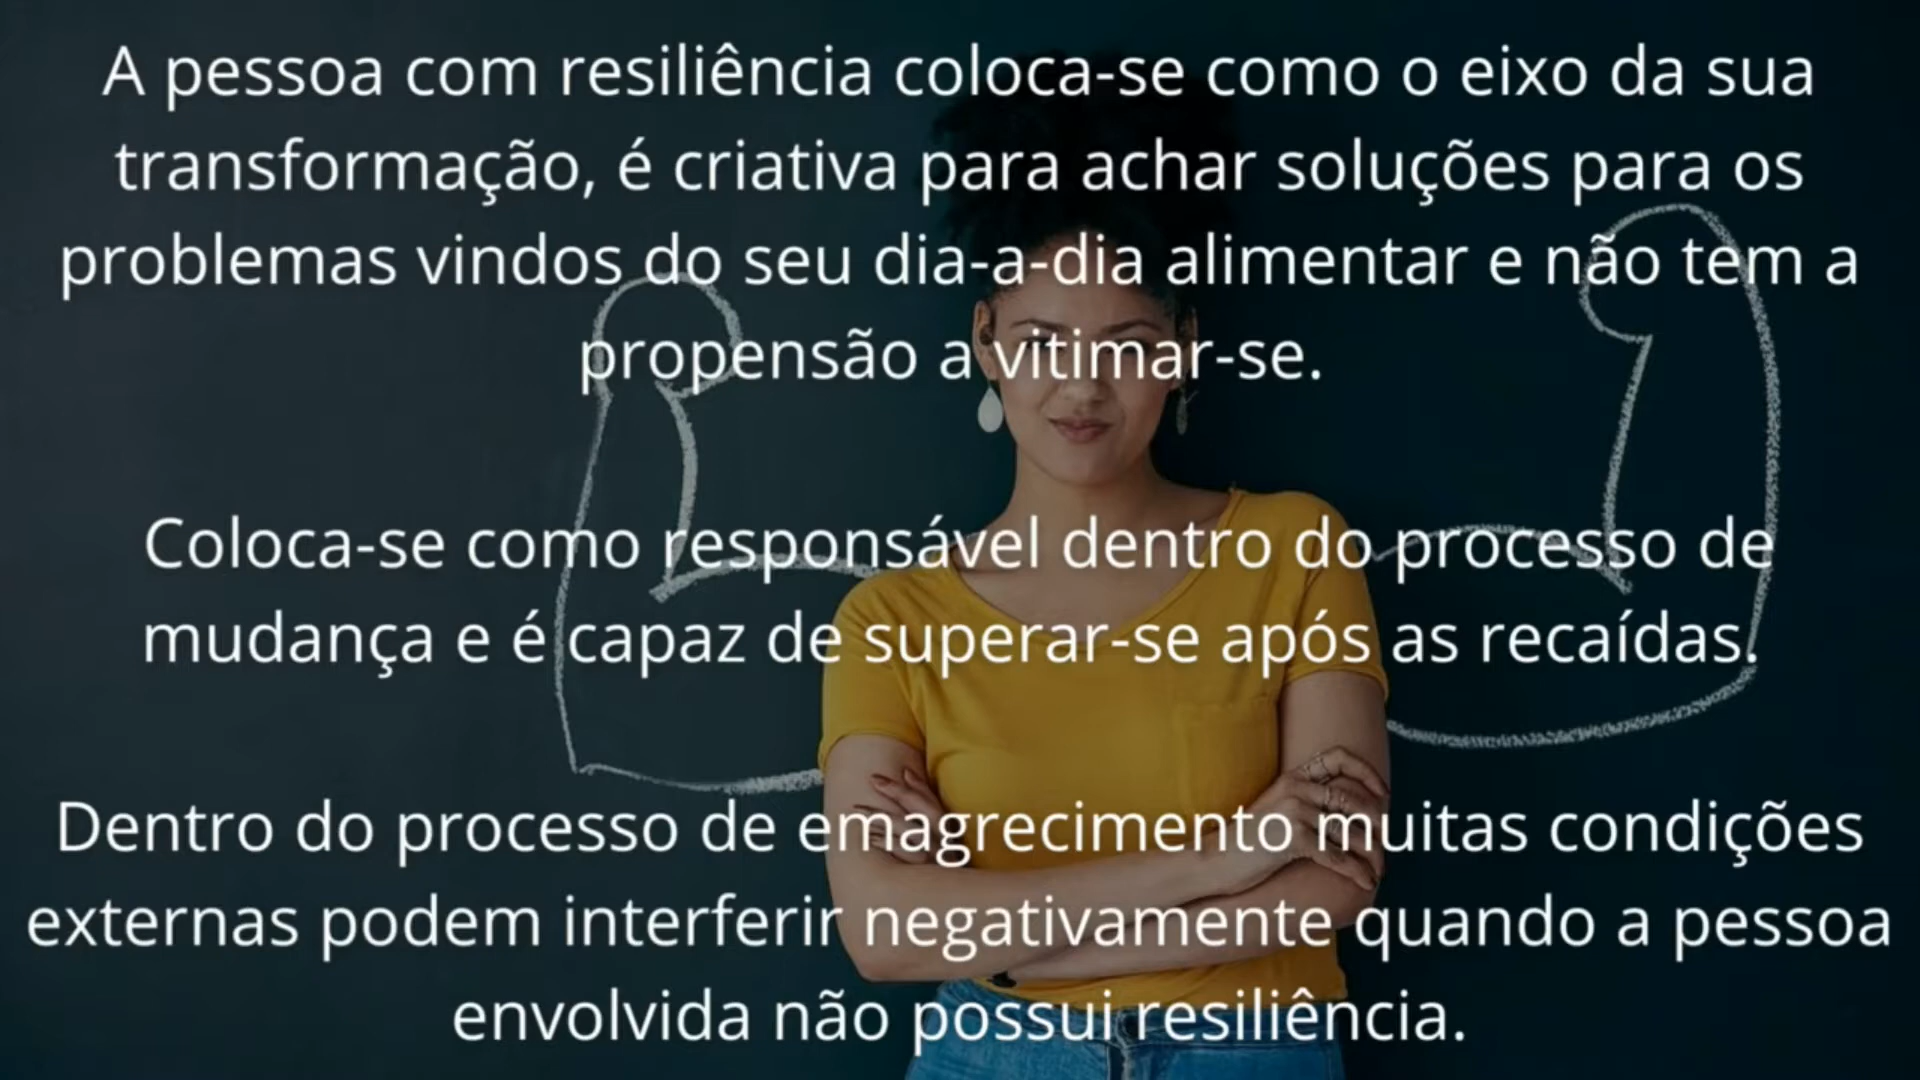 A pessoa com resiliência coloca-se como o eixo da sua
transformação, é criativa para achar soluções para os
problemas vindos do seu dia-a-dia alimentar e não tem a
propensão a vitimar-se.
Coloca-se como responsável dentro do processo de
mudança e é capaz de superar-se após as recaídas.
Dentro do processo de emagrecimento muitas condições
externas podem interferir negativamente quando a pessoa
envolvida não possui resiliência.